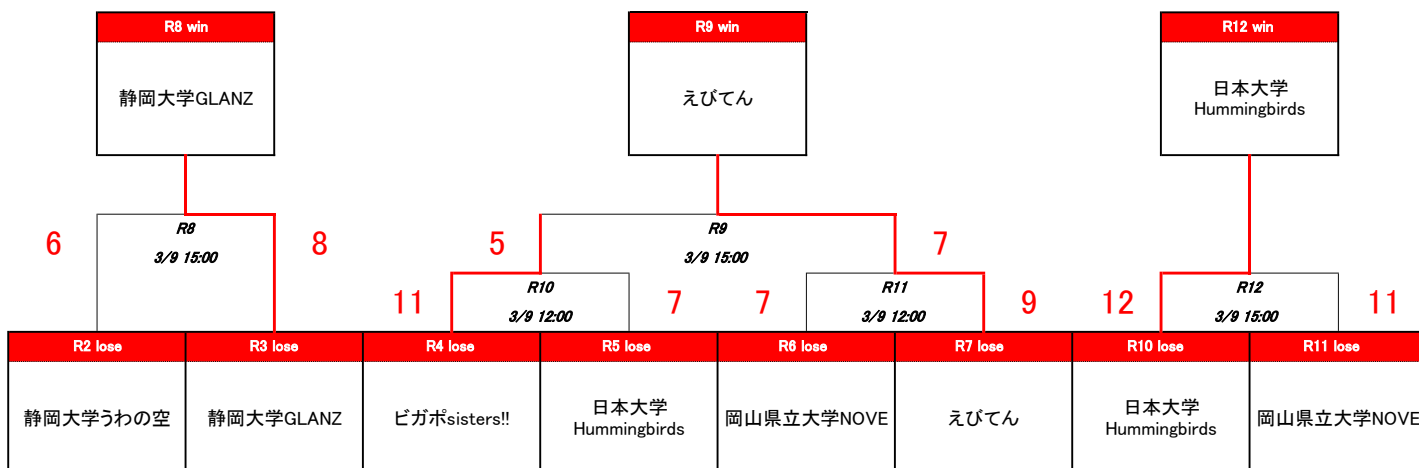 R8 win
R9 win
R12 win
静岡大学GLANZ
えびてん
日本大学
Hummingbirds
R8
3/9 15:00
6
8
R9
3/9 15:00
5
7
R10
3/9 12:00
11
7
R11
3/9 12:00
7
9
R12
3/9 15:00
12
11
R2 lose
R3 lose
R4 lose
R5 lose
R6 lose
R7 lose
R10 lose
R11 lose
静岡大学うわの空
静岡大学GLANZ
ビガポsisters!!
日本大学
Hummingbirds
岡山県立大学NOVE
えびてん
日本大学
Hummingbirds
岡山県立大学NOVE